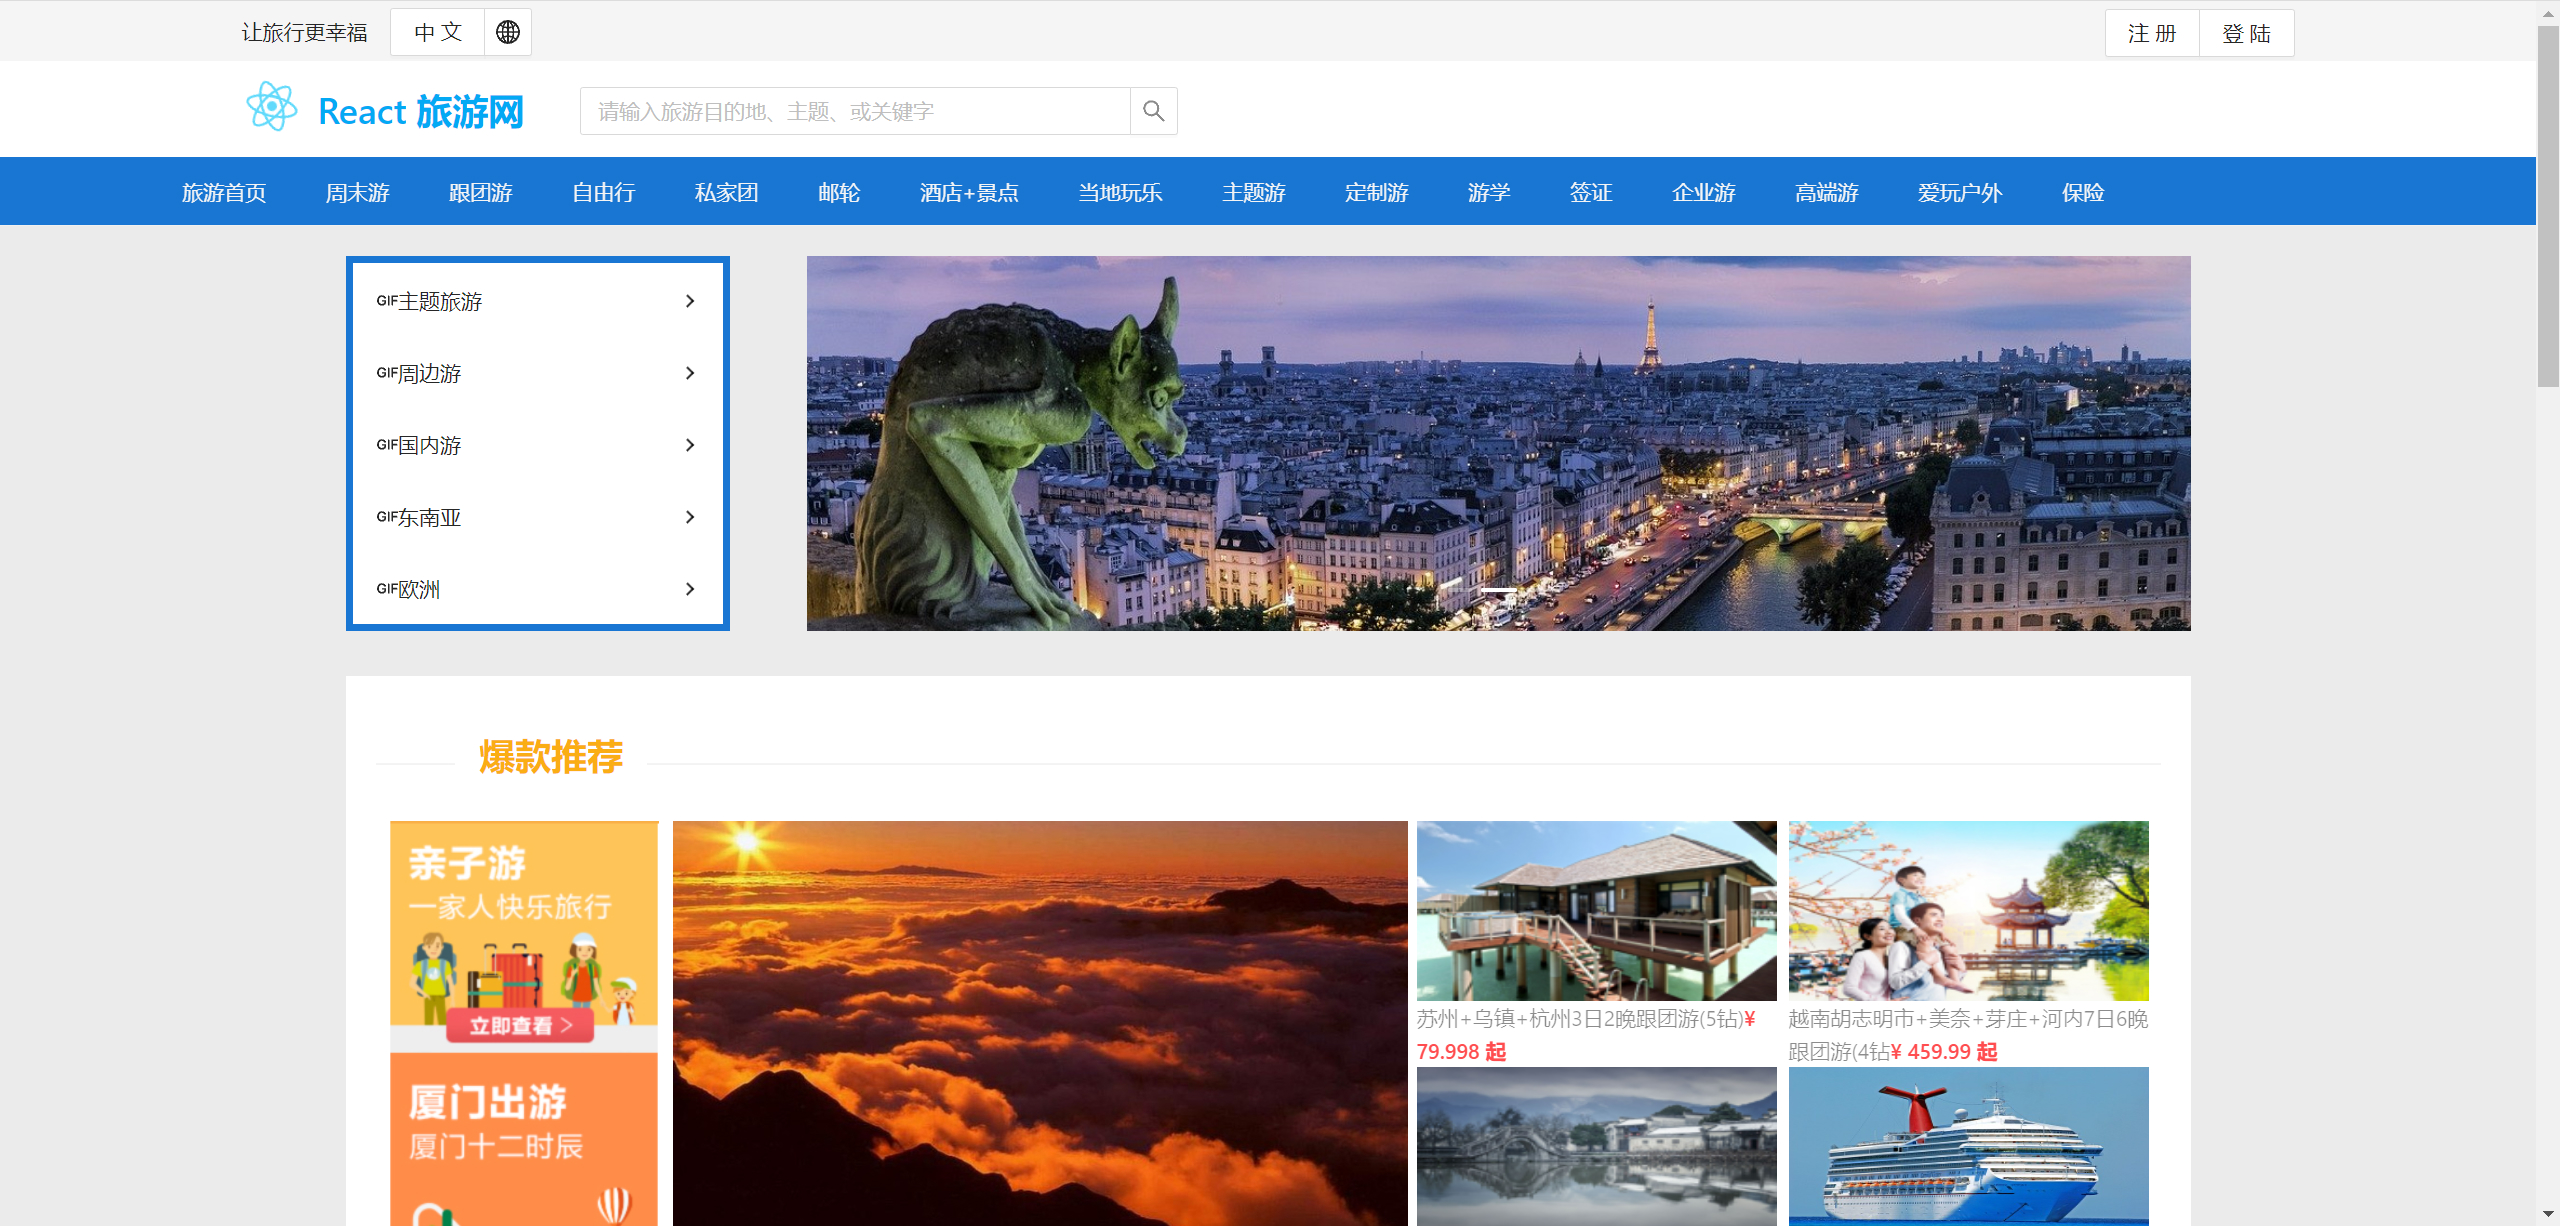 让旅行更幸福 中 文 注 册 登 陆
React 旅游网 请输入旅游目的地、主题、或关键字
旅游首页 周末游 跟团游 自由行 私家团 邮轮 酒店+景点 当地玩乐 主题游 定制游 游学 签证 企业游 高端游 爱玩户外 保险
GIF主题旅游
GIF周边游
GIF国内游
GIF东南亚
GIF欧洲
爆款推荐
亲子游
一家人快乐旅行
立即查看 >
厦门出游
厦门十二时辰
苏州+乌镇+杭州3日2晚跟团游(5钻)¥
79.998 起
越南胡志明市+美奈+芽庄+河内7日6晚
跟团游(4钻¥ 459.99 起